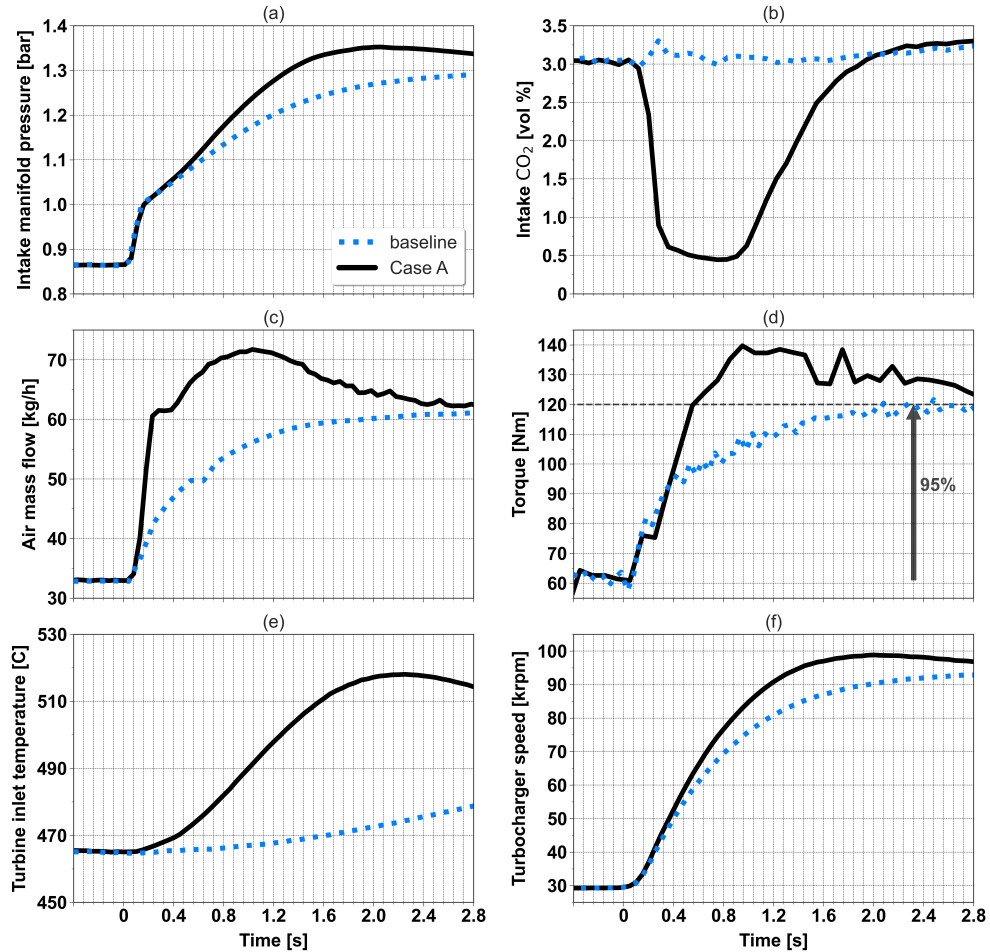 (a)
Intake manifold pressure [bar]
1.4
1.3
1.2
1.1
1.0
0.9
0.8
baseline
Case A
(b)
Intake CO2 [vol %]
3.5
3.0
2.5
2.0
1.5
1.0
0.5
0
(c)
Air mass flow [kg/h]
70
60
50
40
30
(d)
Torque [Nm]
140
130
120
110
100
90
80
70
60
95%
(e)
Turbine inlet temperature [C]
530
510
490
470
450
0 0.4 0.8 1.2 1.6 2.0 2.4 2.8
Time [s]
(f)
Turbocharger speed [krpm]
100
90
80
70
60
50
40
30
0 0.4 0.8 1.2 1.6 2.0 2.4 2.8
Time [s]